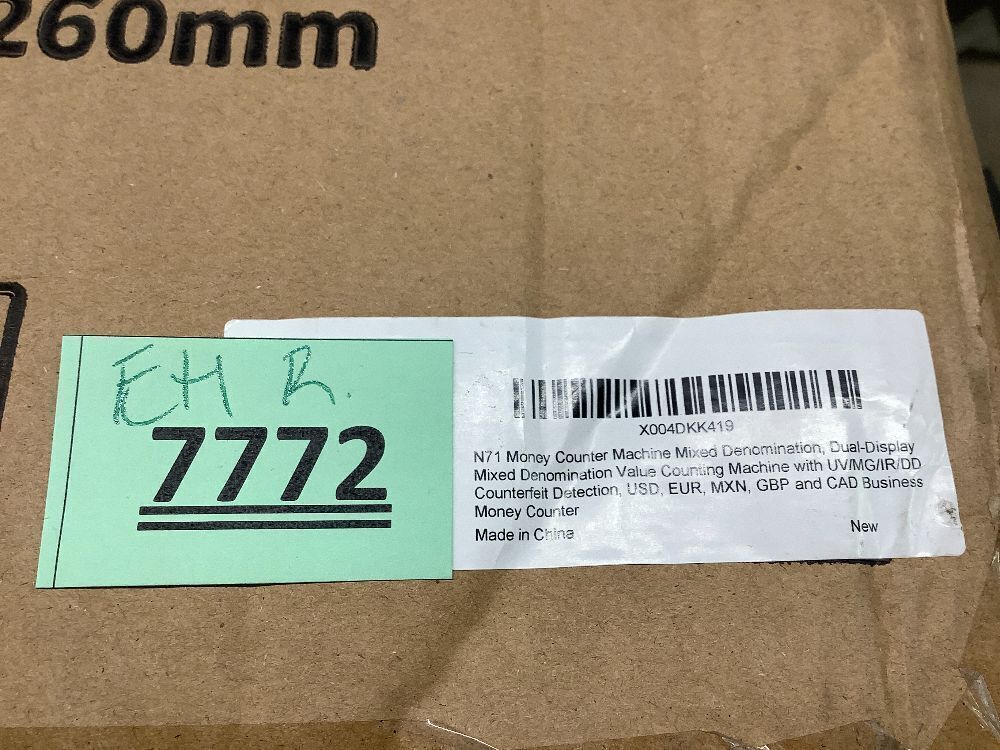 260mm
EH R.
7772
X004DKK419
N71 Money Counter Machine Mixed Denomination, Dual-Display
Mixed Denomination Value Counting Machine with UV/MG/IR/DD
Counterfeit Detection, USD, EUR, MXN, GBP and CAD Business
Money Counter
Made in China
New